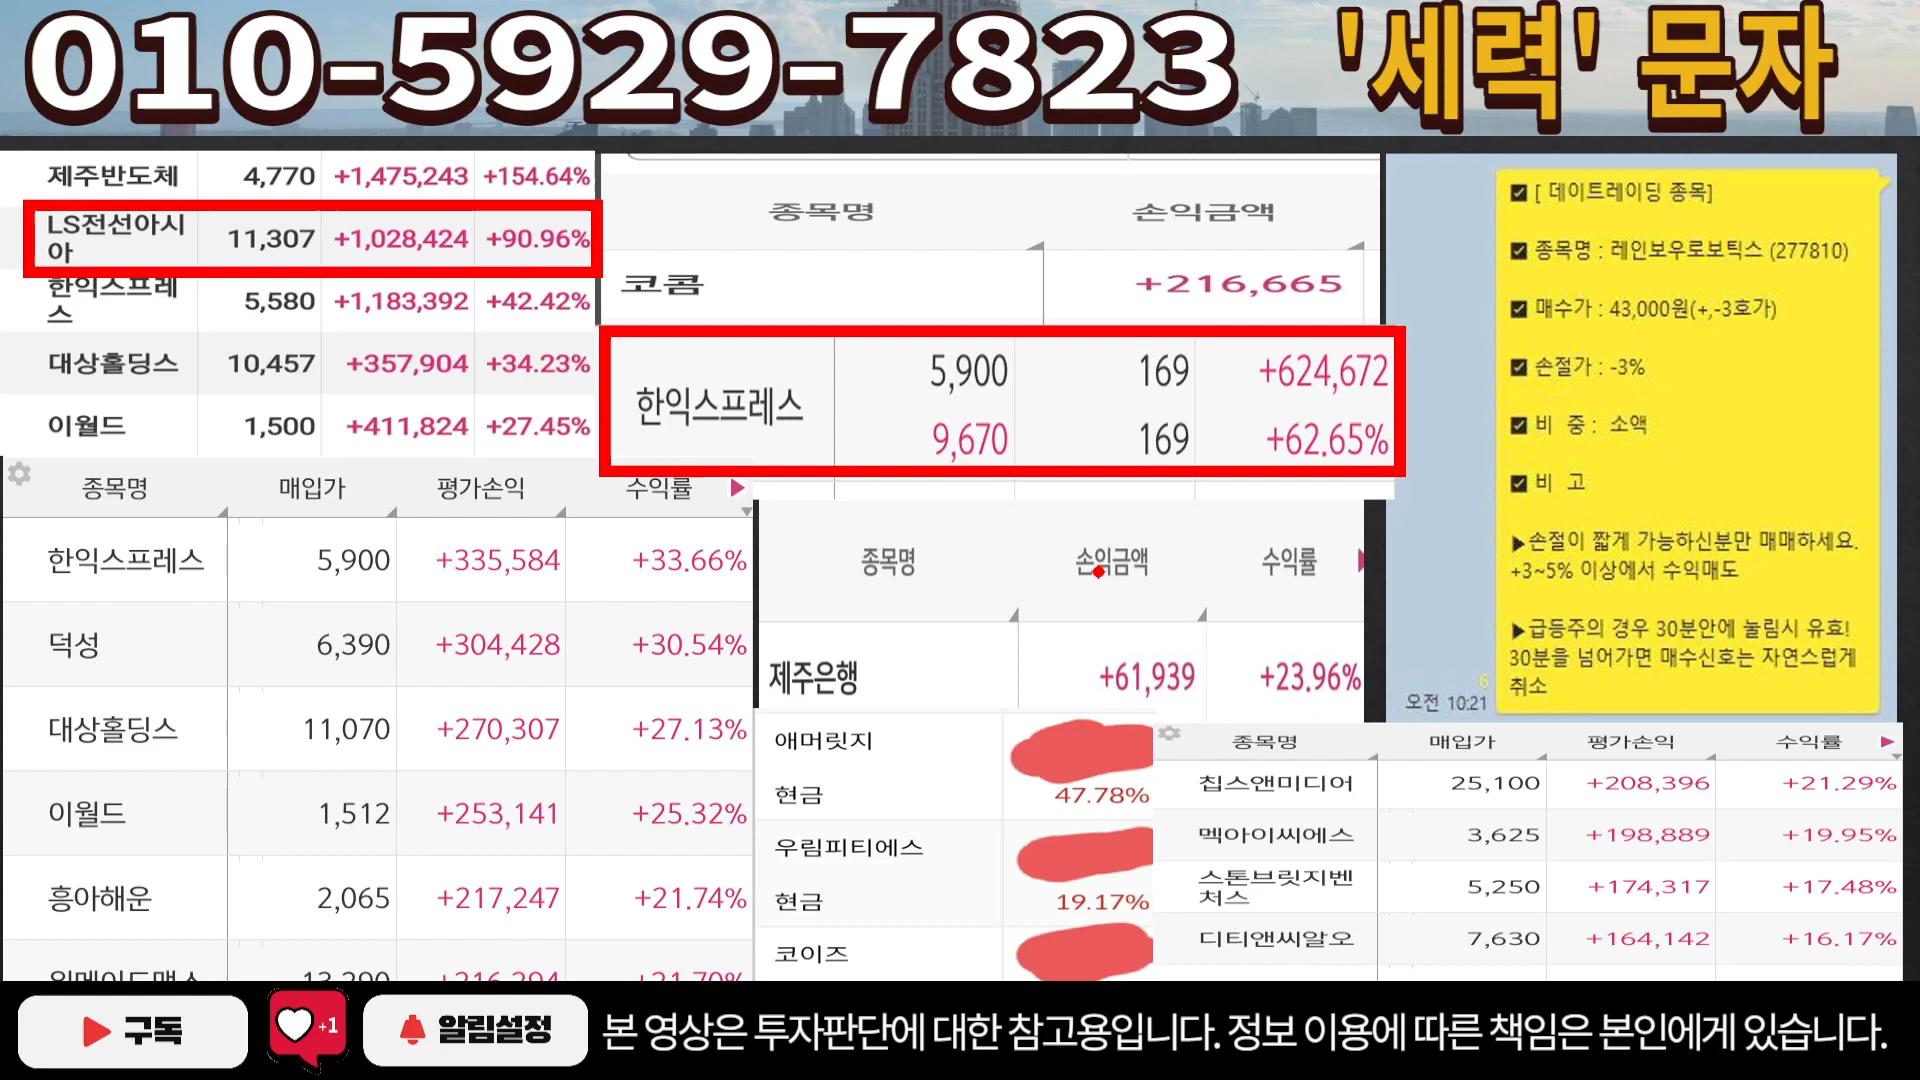 010-5929-7823 '세력' 문자
제주반도체 4,770 +1,475,243 +154.64%
LS전선아시아 11,307 +1,028,424 +90.96%
한익스프레스 5,580 +1,183,392 +42.42%
대상홀딩스 10,457 +357,904 +34.23%
이월드 1,500 +411,824 +27.45%
종목명 손익금액
코콤 +216,665
한익스프레스 5,900 169 +624,672
9,670 169 +62.65%
[ 데이트레이딩 종목]
종목명 : 레인보우로보틱스 (277810)
매수가 : 43,000원(+,-3호가)
손절가 : -3%
비 중 : 소액
비 고
▶손절이 짧게 가능하신분만 매매하세요.
+3~5% 이상에서 수익매도
▶급등주의 경우 30분안에 눌림시 유효!
30분을 넘어가면 매수신호는 자연스럽게
취소
6
오전 10:21
종목명 매입가 평가손익 수익률
한익스프레스 5,900 +335,584 +33.66%
덕성 6,390 +304,428 +30.54%
대상홀딩스 11,070 +270,307 +27.13%
이월드 1,512 +253,141 +25.32%
흥아해운 2,065 +217,247 +21.74%
종목명 손익금액 수익률
제주은행 +61,939 +23.96%
애머릿지
현금 47.78%
우림피티에스
현금 19.17%
코이즈
종목명 매입가 평가손익 수익률
칩스앤미디어 25,100 +208,396 +21.29%
멕아이씨에스 3,625 +198,889 +19.95%
스톤브릿지벤처스 5,250 +174,317 +17.48%
디티앤씨알오 7,630 +164,142 +16.17%
구독 +1 알림설정 본 영상은 투자판단에 대한 참고용입니다. 정보 이용에 따른 책임은 본인에게 있습니다.